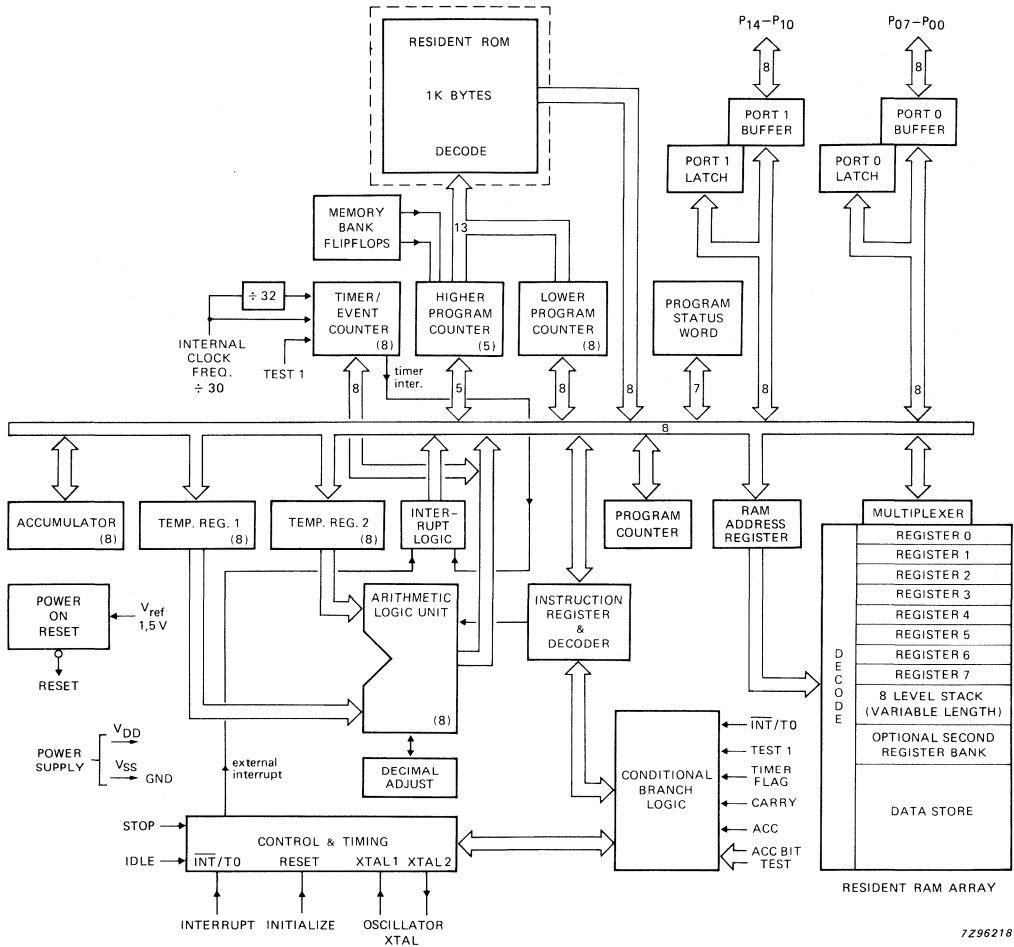 RESIDENT ROM
1K BYTES
DECODE
P14–P10
P07–P00
8
8
PORT 1
BUFFER
PORT 0
BUFFER
PORT 1
LATCH
PORT 0
LATCH
MEMORY
BANK
FLIPFLOPS
13
÷ 32
TIMER/
EVENT
COUNTER
(8)
HIGHER
PROGRAM
COUNTER
(5)
LOWER
PROGRAM
COUNTER
(8)
PROGRAM
STATUS
WORD
INTERNAL
CLOCK
FREQ.
÷ 30
TEST 1
timer
inter.
8
5
8
8
7
8
8
8
ACCUMULATOR
(8)
TEMP. REG. 1
(8)
TEMP. REG. 2
(8)
INTER–
RUPT
LOGIC
PROGRAM
COUNTER
RAM
ADDRESS
REGISTER
MULTIPLEXER
REGISTER 0
REGISTER 1
REGISTER 2
REGISTER 3
REGISTER 4
REGISTER 5
REGISTER 6
REGISTER 7
8 LEVEL STACK
(VARIABLE LENGTH)
OPTIONAL SECOND
REGISTER BANK
DATA STORE
DECODE
RESIDENT RAM ARRAY
POWER
ON
RESET
Vref
1,5 V
RESET
ARITHMETIC
LOGIC UNIT
(8)
INSTRUCTION
REGISTER
&
DECODER
DECIMAL
ADJUST
POWER
SUPPLY
VDD
VSS
GND
external
interrupt
CONDITIONAL
BRANCH
LOGIC
INT/T0
TEST 1
TIMER
FLAG
CARRY
ACC
ACC BIT
TEST
STOP
IDLE
CONTROL & TIMING
INT/T0 RESET XTAL1 XTAL2
INTERRUPT INITIALIZE OSCILLATOR
XTAL
7Z96218